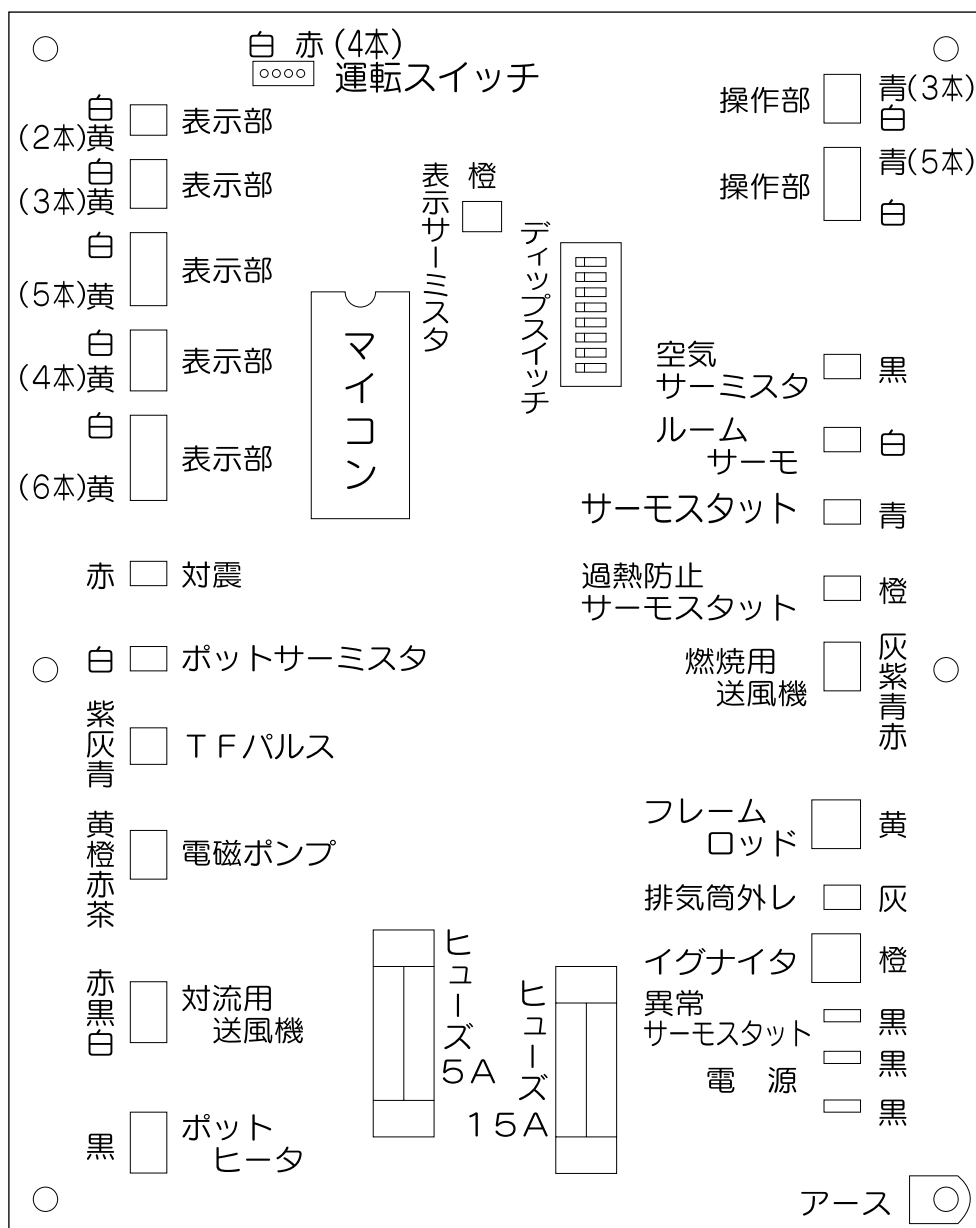 白 赤(4本)
運転スイッチ
白
(2本)黄
表示部
白
(3本)黄
表示部
白
(5本)黄
表示部
白
(4本)黄
表示部
白
(6本)黄
表示部
赤
対震
白
ポットサーミスタ
紫灰青
TFパルス
黄橙赤茶
電磁ポンプ
赤黒白
対流用
送風機
黒
ポット
ヒータ
表示サーミスタ
橙
ディップスイッチ
マイコン
ヒューズ
5A
ヒューズ
15A
操作部
青(3本)
白
操作部
青(5本)
白
空気
サーミスタ
黒
ルーム
サーモ
白
サーモスタット
青
過熱防止
サーモスタット
橙
燃焼用
送風機
灰紫青赤
フレーム
ロッド
黄
排気筒外レ
灰
イグナイタ
橙
異常
サーモスタット
黒
電 源
黒
黒
アース